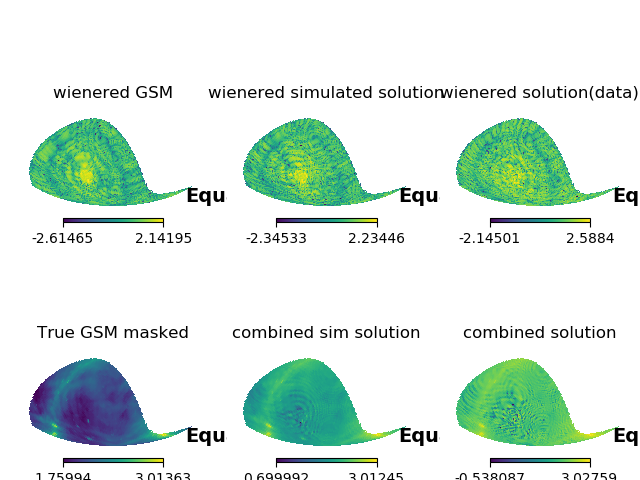 wienered GSM
wienered simulated solution
wienered solution(data)
Equ
Equ
Eq
-2.61465 2.14195
-2.34533 2.23446
-2.14501 2.5884
True GSM masked
combined sim solution
combined solution
Equ
Equ
Eq
1.75994 3.01363
0.699992 3.01245
-0.538087 3.02759